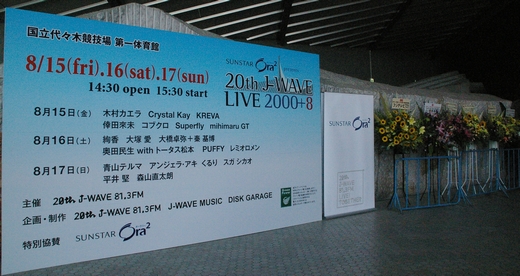 国立代々木競技場 第一体育館
SUNSTAR Ora2 presents
8/15(fri).16(sat).17(sun)
14:30 open 15:30 start
20th J-WAVE
LIVE 2000+8
8月15日(金) 木村カエラ Crystal Kay KREVA
倖田來未 コブクロ Superfly mihimaru GT
8月16日(土) 絢香 大塚 愛 大橋卓弥+秦 基博
奥田民生 with トータス松本 PUFFY レミオロメン
8月17日(日) 青山テルマ アンジェラ・アキ くるり スガ シカオ
平井 堅 森山直太朗
主催 20th J-WAVE 81.3FM
企画・制作 20th J-WAVE 81.3FM J-WAVE MUSIC DISK GARAGE
特別協賛 SUNSTAR Ora2
SUNSTAR Ora2